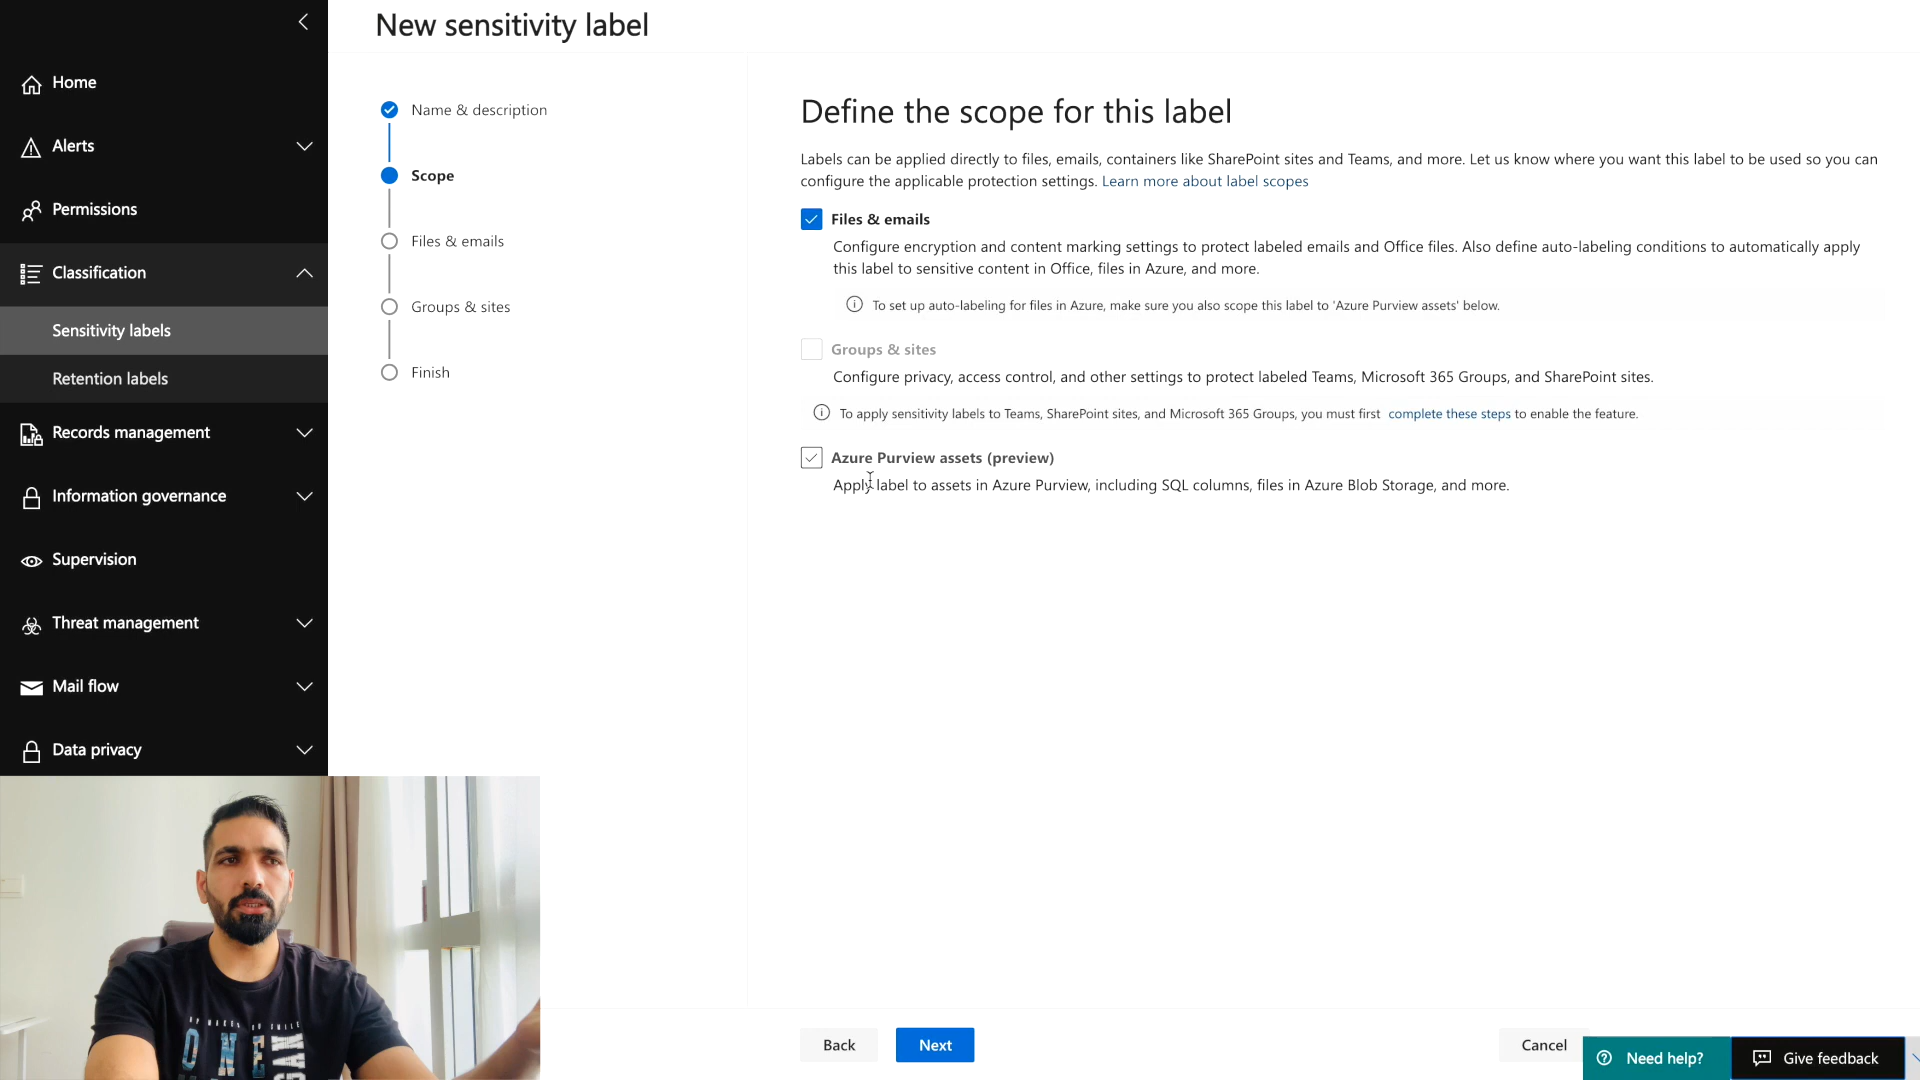 New sensitivity label
Home
Alerts
Permissions
Classification
Sensitivity labels
Retention labels
Records management
Information governance
Supervision
Threat management
Mail flow
Data privacy
Name & description
Scope
Files & emails
Groups & sites
Finish
Define the scope for this label
Labels can be applied directly to files, emails, containers like SharePoint sites and Teams, and more. Let us know where you want this label to be used so you can
configure the applicable protection settings. Learn more about label scopes
Files & emails
Configure encryption and content marking settings to protect labeled emails and Office files. Also define auto-labeling conditions to automatically apply
this label to sensitive content in Office, files in Azure, and more.
To set up auto-labeling for files in Azure, make sure you also scope this label to 'Azure Purview assets' below.
Groups & sites
Configure privacy, access control, and other settings to protect labeled Teams, Microsoft 365 Groups, and SharePoint sites.
To apply sensitivity labels to Teams, SharePoint sites, and Microsoft 365 Groups, you must first complete these steps to enable the feature.
Azure Purview assets (preview)
Apply label to assets in Azure Purview, including SQL columns, files in Azure Blob Storage, and more.
Back
Next
Cancel
Need help?
Give feedback